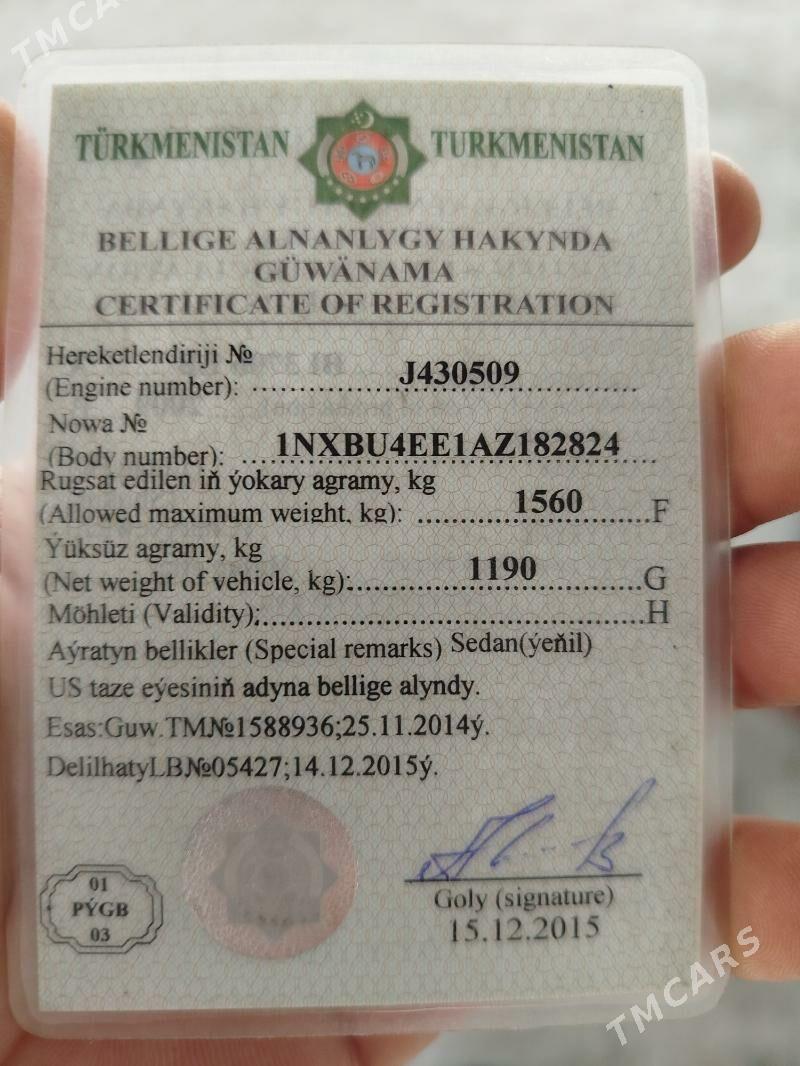 TMCARS
TÜRKMENISTAN TURKMENISTAN
BELLIGE ALNANLYGY HAKYNDA
GÜWÄNAMA
CERTIFICATE OF REGISTRATION
Hereketlendiriji №
(Engine number): J430509
Nowa №
(Body number): 1NXBU4EE1AZ182824
Rugsat edilen iň ýokary agramy, kg
(Allowed maximum weight, kg): 1560 F
Ýüksüz agramy, kg
(Net weight of vehicle, kg): 1190 G
Möhleti (Validity): H
Aýratyn bellikler (Special remarks) Sedan(ýeňil)
US taze eýesiniň adyna bellige alyndy.
Esas:Guw.TM№1588936;25.11.2014ý.
DelilhatyLB№05427;14.12.2015ý.
01
PÝGB
03
Goly (signature)
15.12.2015
TMCARS